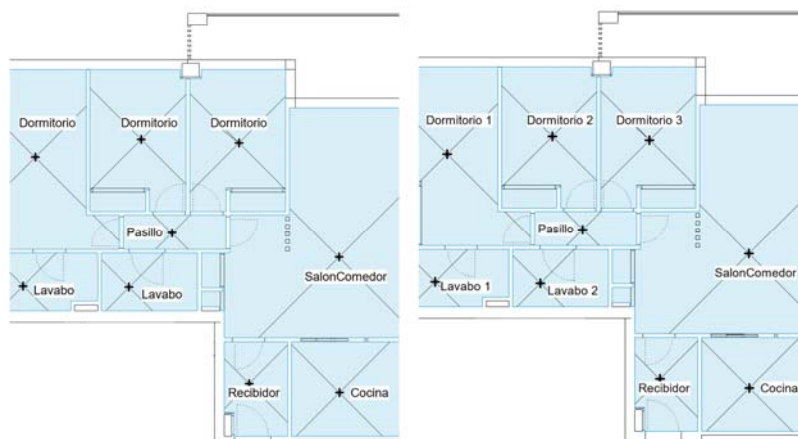 Dormitorio
Dormitorio
Dormitorio
Pasillo
SalonComedor
Lavabo
Lavabo
Recibidor
Cocina
Dormitorio 1
Dormitorio 2
Dormitorio 3
Pasillo
SalonComedor
Lavabo 1
Lavabo 2
Recibidor
Cocina